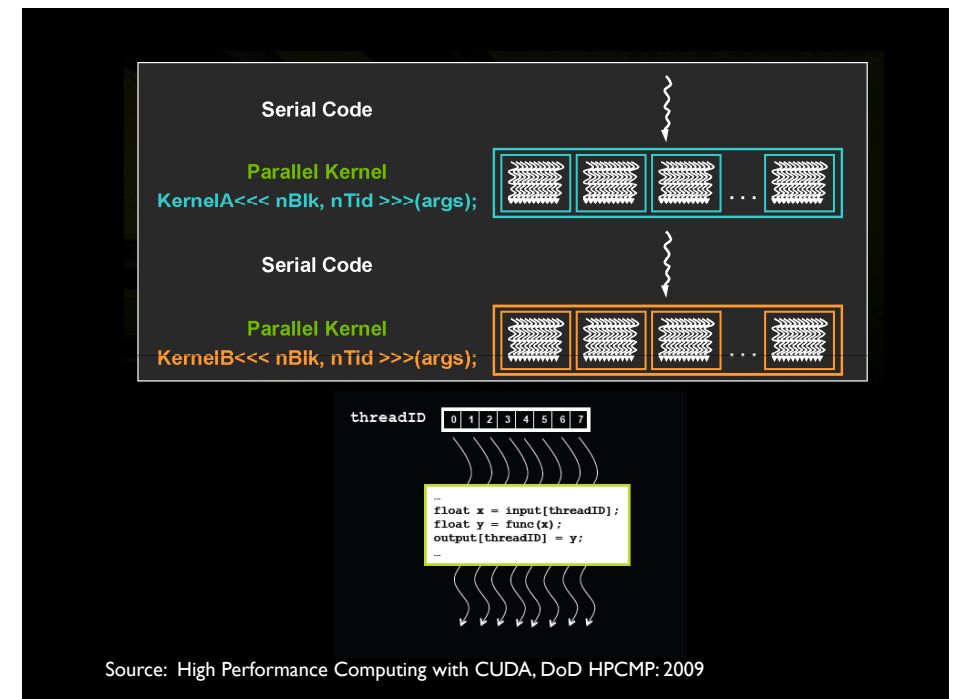 Serial Code
Parallel Kernel
KernelA<<< nBlk, nTid >>>(args);
...
Serial Code
Parallel Kernel
KernelB<<< nBlk, nTid >>>(args);
...
threadID 0 1 2 3 4 5 6 7
…
float x = input[threadID];
float y = func(x);
output[threadID] = y;
…
Source: High Performance Computing with CUDA, DoD HPCMP: 2009